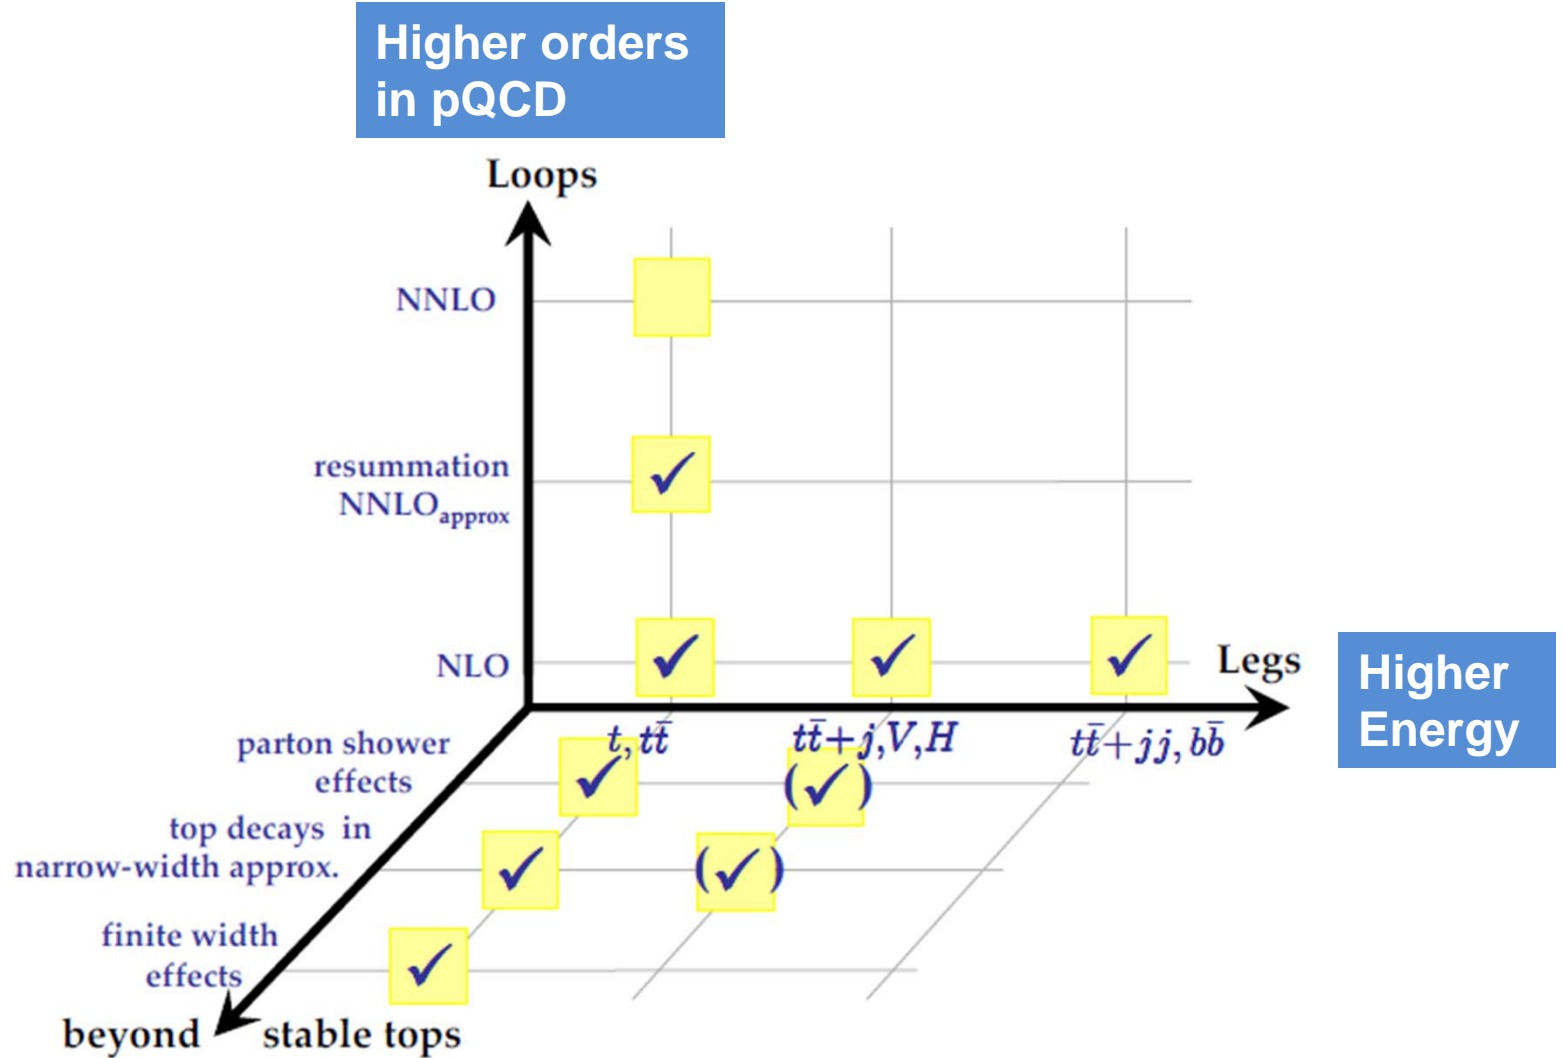 Higher orders
in pQCD
Loops
NNLO
resummation
NNLOapprox
NLO
✓
✓
✓
✓
Legs
Higher
Energy
t, tt̄
tt̄+j,V,H
tt̄+jj, bb̄
parton shower
effects
✓
(✓)
top decays in
narrow-width approx.
✓
(✓)
finite width
effects
✓
beyond stable tops